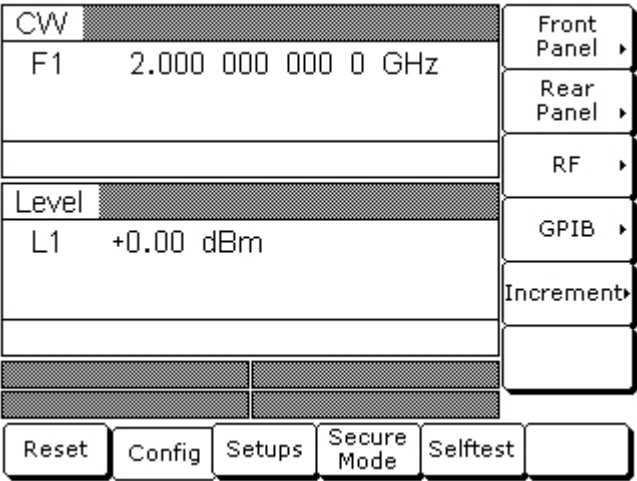 CW
F1 2.000 000 000 0 GHz
Level
L1 +0.00 dBm
Front
Panel
Rear
Panel
RF
GPIB
Increment
Reset
Config
Setups
Secure
Mode
Selftest